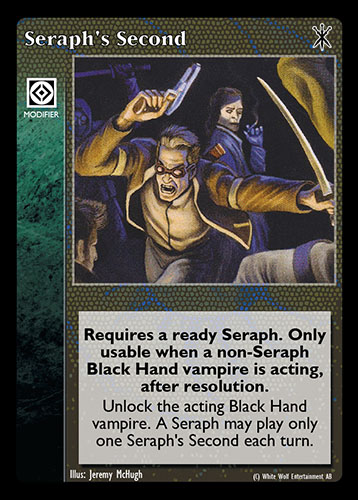 Seraph's Second
MODIFIER
Requires a ready Seraph. Only
usable when a non-Seraph
Black Hand vampire is acting,
after resolution.
Unlock the acting Black Hand
vampire. A Seraph may play only
one Seraph's Second each turn.
Illus: Jeremy McHugh
(C) White Wolf Entertainment AB